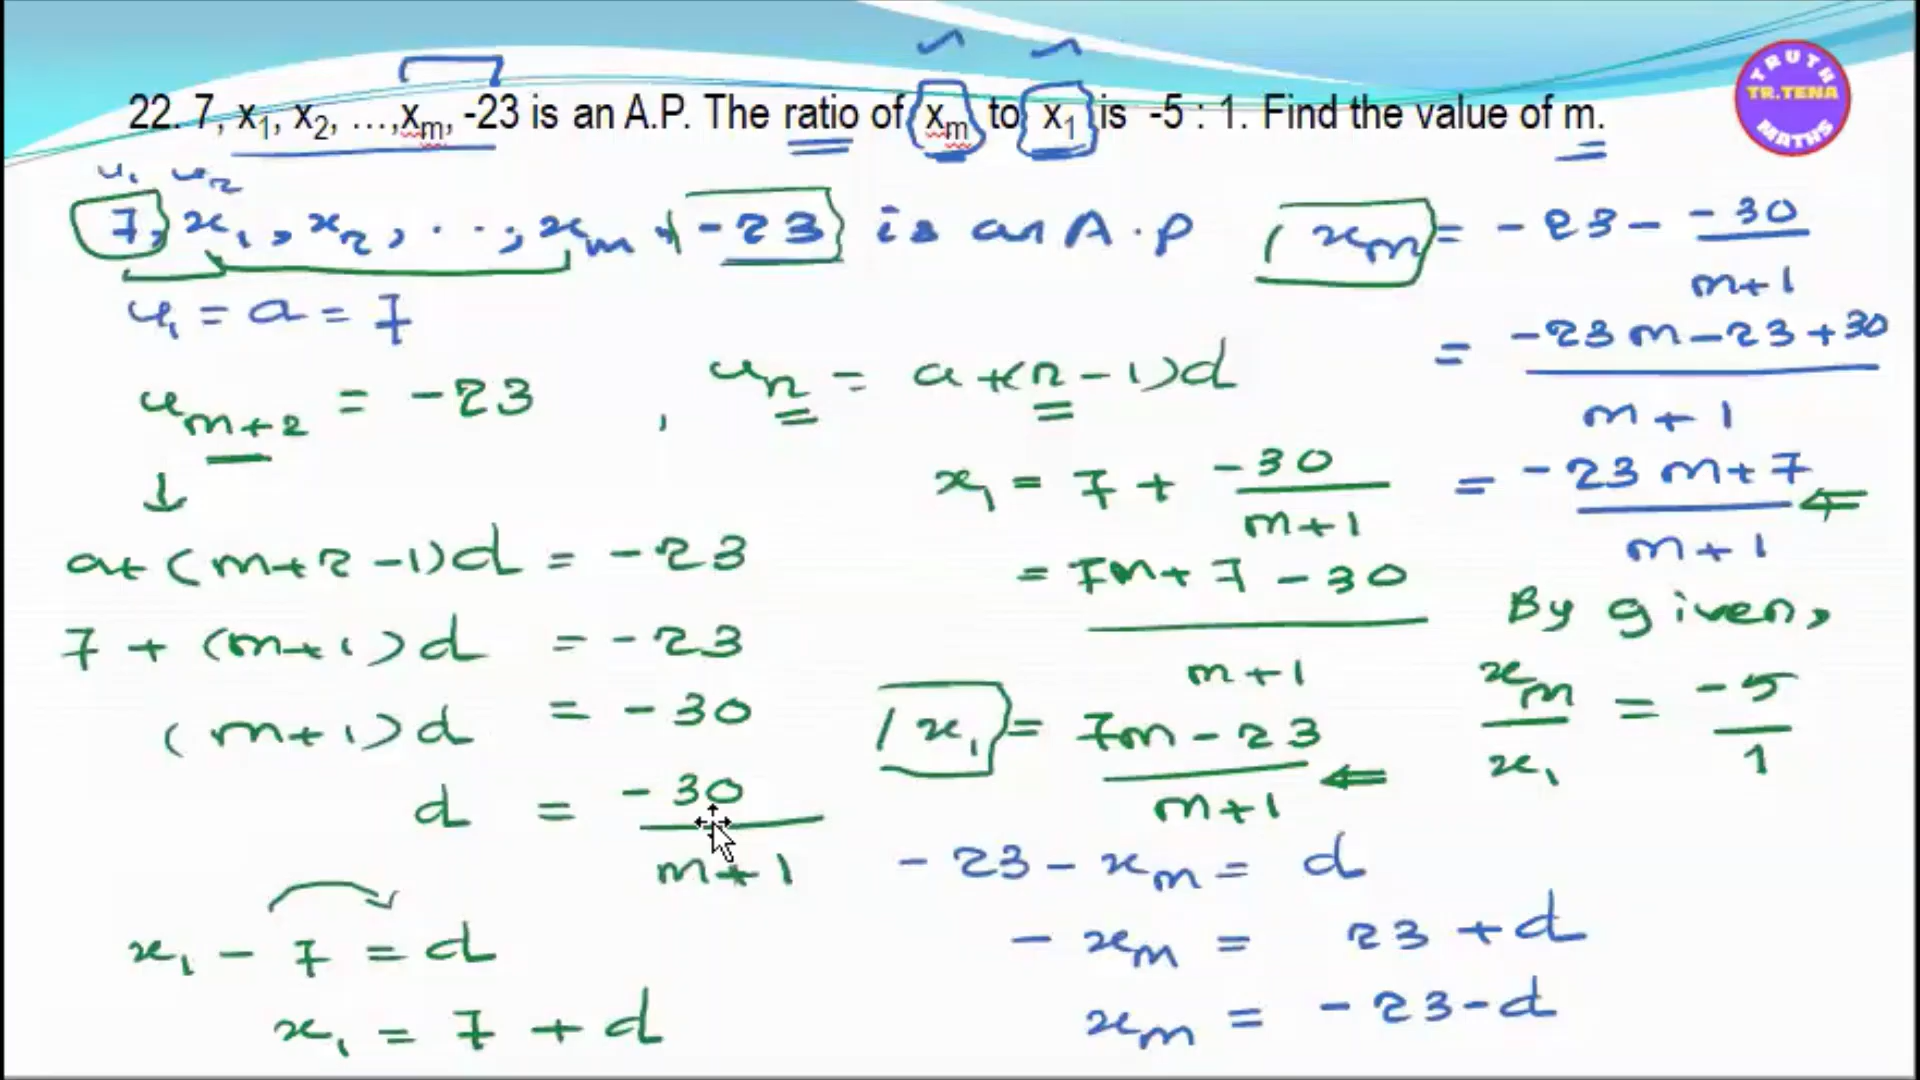 22. 7, x₁, x₂, …,xₘ, -23 is an A.P. The ratio of xₘ to x₁ is -5 : 1. Find the value of m.
TRUTH
TR.TENA
MATHS
u₁ u₂
7, x₁, x₂, . . ., xₘ, -23 is an A.P
u₁ = a = 7
uₘ₊₂ = -23 , uₙ = a+(n-1)d
↓
a+(m+2-1)d = -23
7 + (m+1)d = -23
(m+1)d = -30
d = -30
m+1
x₁ - 7 = d
x₁ = 7 + d
x₁ = 7 + -30
m+1
= 7m+7-30
m+1
x₁ = 7m-23
m+1
-23 - xₘ = d
-xₘ = 23+d
xₘ = -23-d
xₘ = -23 - -30
m+1
= -23m-23+30
m+1
= -23m+7
m+1
By given,
xₘ = -5
x₁ 1